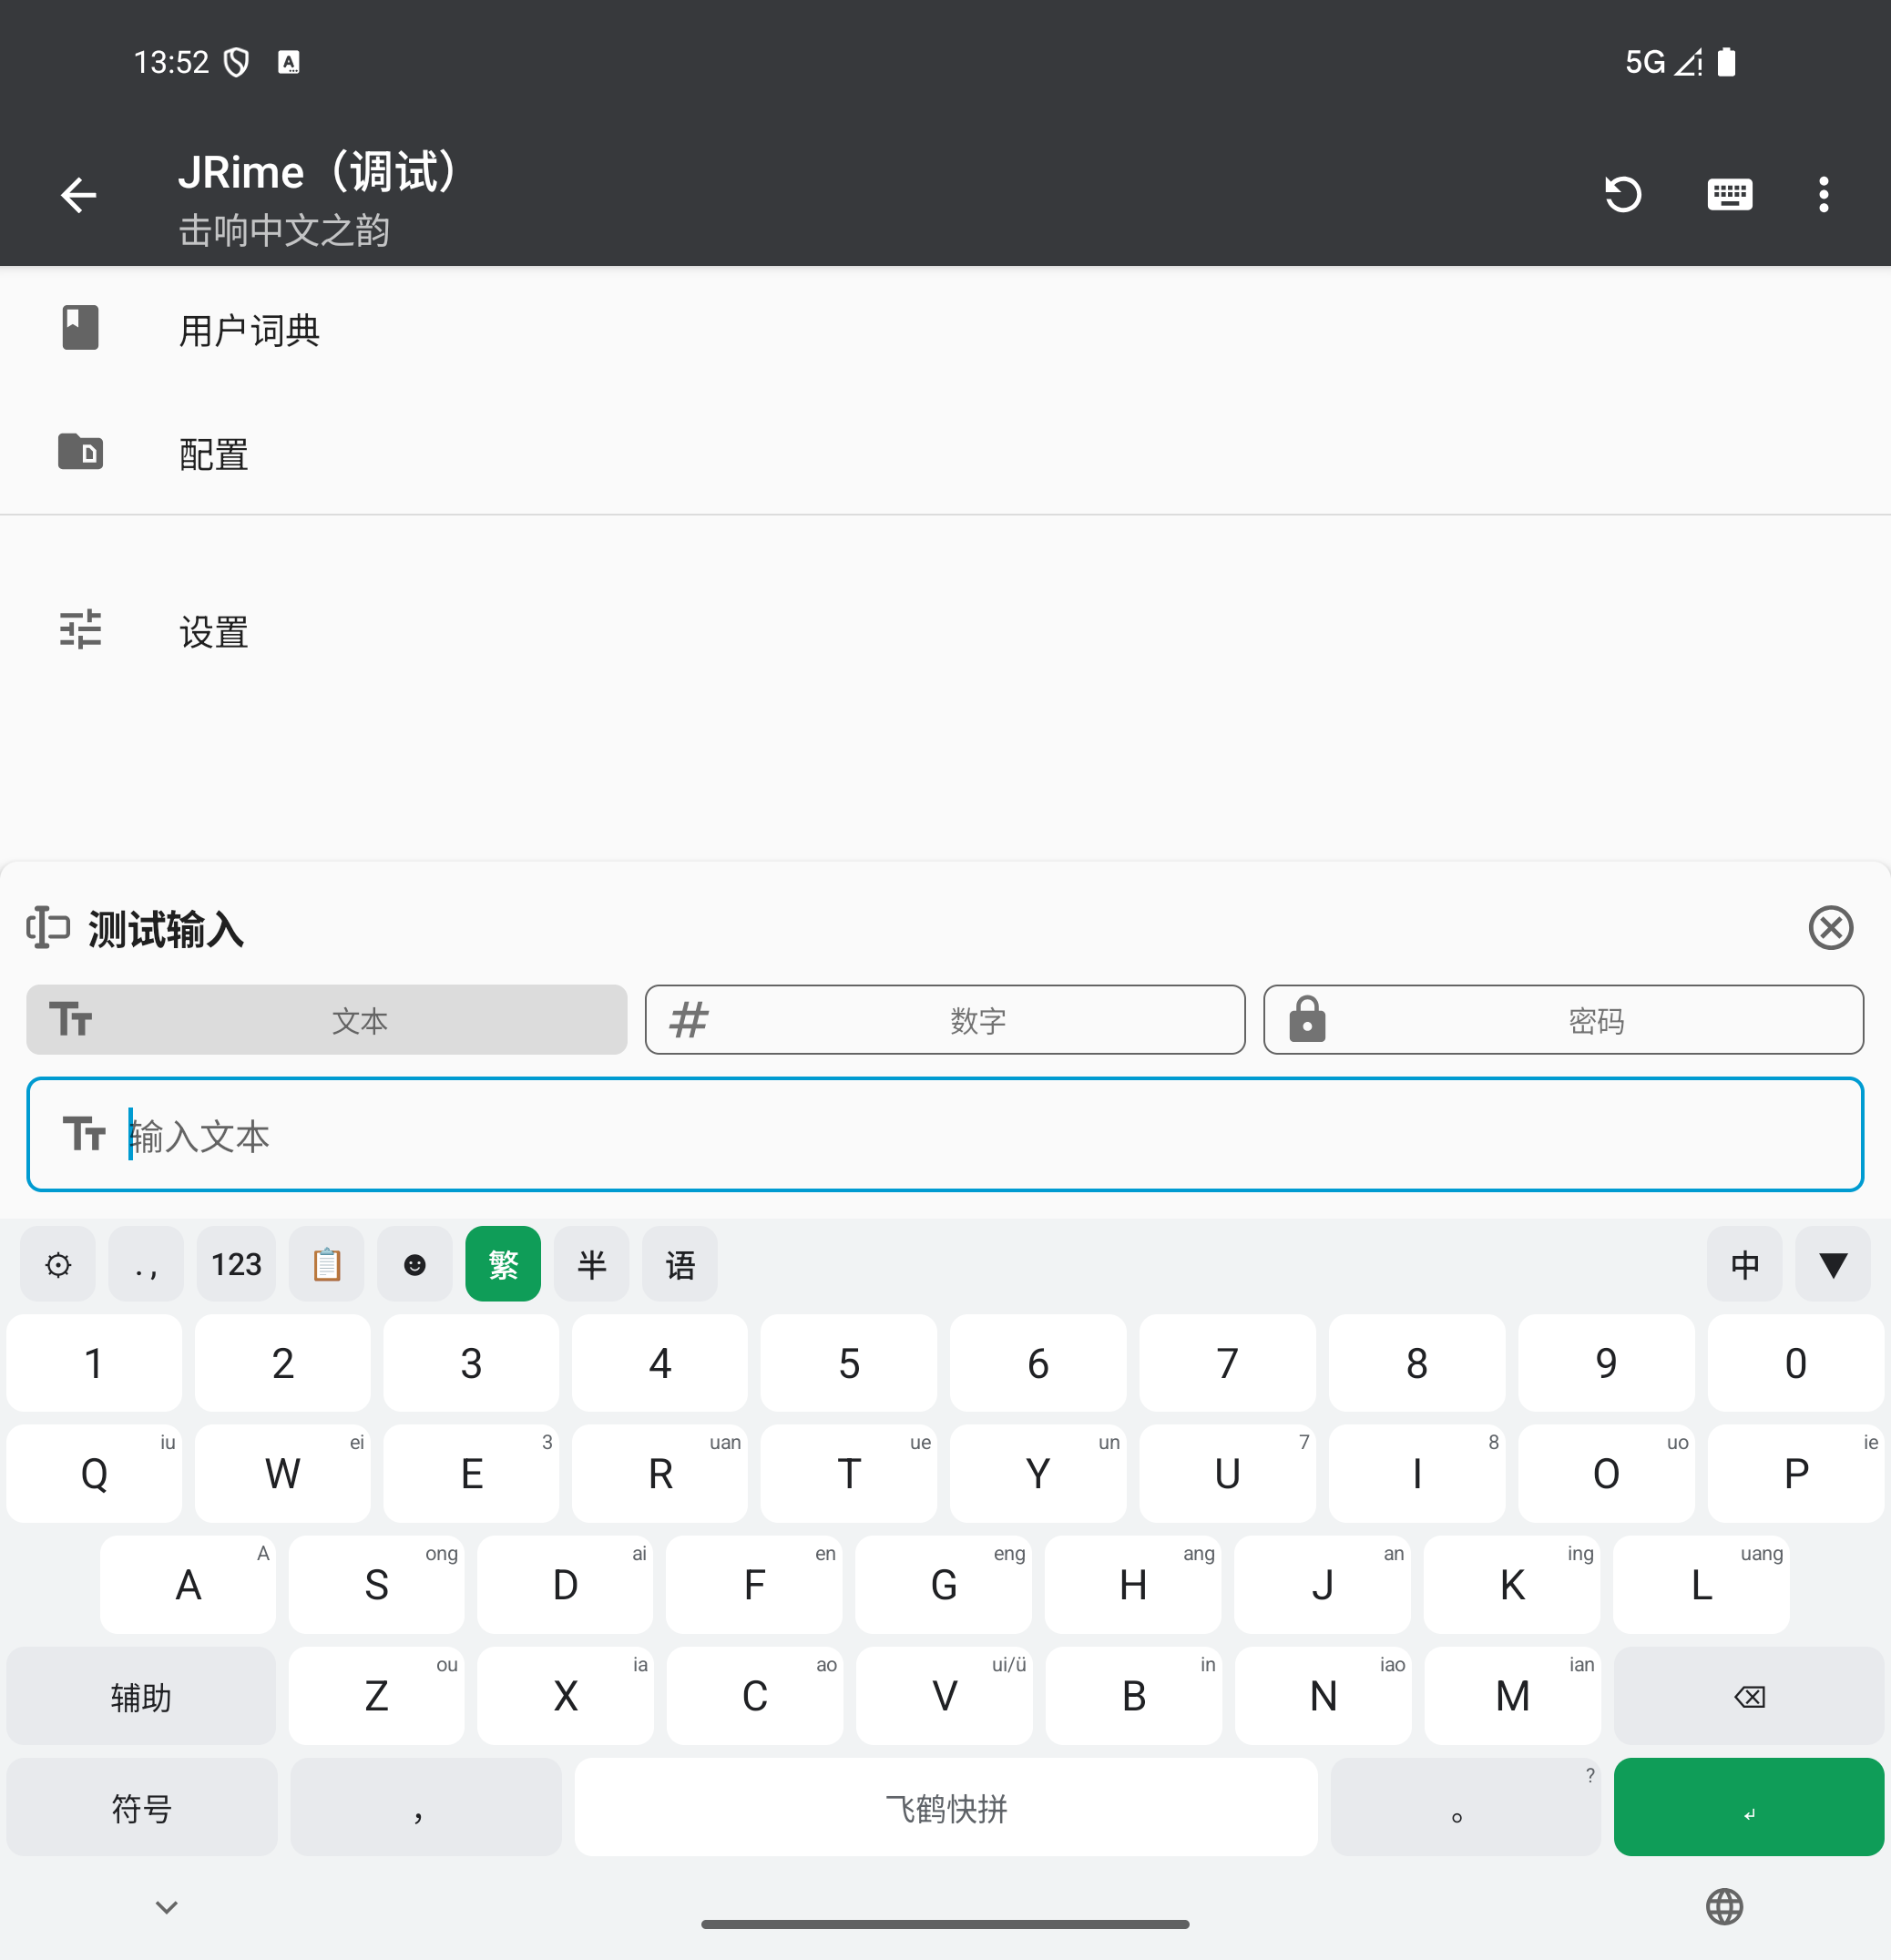 13:52
5G
JRime（调试）
击响中文之韵
用户词典
配置
设置
测试输入
文本
数字
密码
输入文本
. , 123 繁 半 语 中
1 2 3 4 5 6 7 8 9 0
iu ei 3 uan ue un 7 8 uo ie
Q W E R T Y U I O P
A ong ai en eng ang an ing uang
A S D F G H J K L
ou ia ao ui/ü in iao ian
辅助 Z X C V B N M
?
符号 ， 飞鹤快拼 。